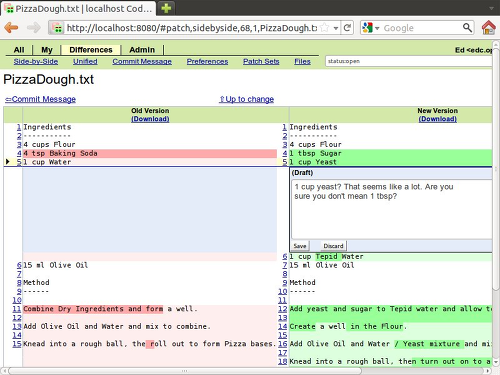 PizzaDough.txt | localhost Cod...
http://localhost:8080/#patch,sidebyside,68,1,PizzaDough.tx
Google
All My Differences Admin Ed <edc.op
Side-by-Side Unified Commit Message Preferences Patch Sets Files status:open
PizzaDough.txt
⇐Commit Message ⇧Up to change
Old Version New Version
(Download) (Download)
1 Ingredients 1 Ingredients
2 ----------- 2 -----------
3 4 cups Flour 3 4 cups Flour
4 4 tsp Baking Soda 4 1 tbsp Sugar
5 1 cup Water 5 1 cup Yeast
(Draft)
1 cup yeast? That seems like a lot. Are you
sure you don't mean 1 tbsp?
Save Discard
6 1 cup Tepid Water
6 15 ml Olive Oil 7 15 ml Olive Oil
7 8
8 Method 9 Method
9 ------ 10 ------
10 11
11 Combine Dry Ingredients and form a well. 12 Add yeast and sugar to Tepid water and allow t
12 13
13 Add Olive Oil and Water and mix to combine. 14 Create a well in the Flour.
14 15
15 Knead into a rough ball, the roll out to form Pizza bases. 16 Add Olive Oil and Water / Yeast mixture and mi
17
18 Knead into a rough ball, then turn out on to a